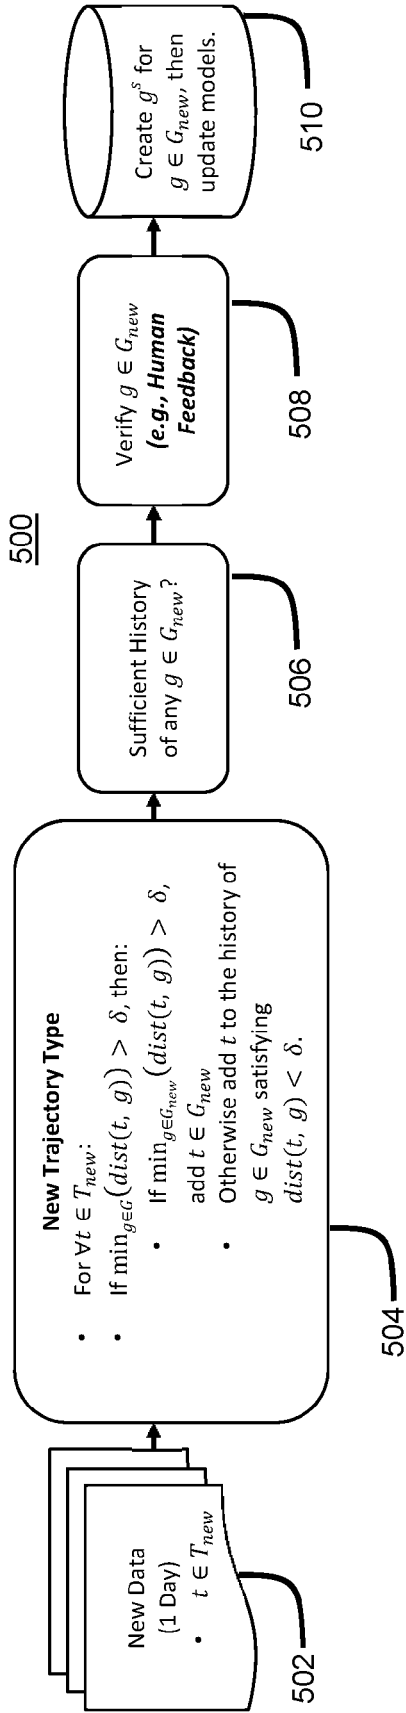 500
New Data
(1 Day)
• t ∈ T_new
502
New Trajectory Type
• For ∀t ∈ T_new:
• If min_{g∈G}(dist(t, g)) > δ, then:
• If min_{g∈G_new}(dist(t, g)) > δ,
add t ∈ G_new
• Otherwise add t to the history of
g ∈ G_new satisfying
dist(t, g) < δ.
504
Sufficient History
of any g ∈ G_new?
506
Verify g ∈ G_new
(e.g., Human
Feedback)
508
Create g^s for
g ∈ G_new, then
update models.
510